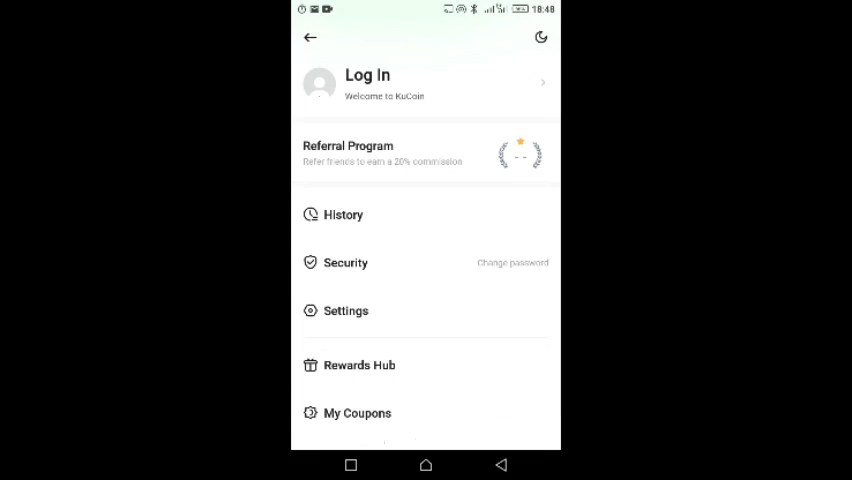 18:48
Log In
Welcome to KuCoin
Referral Program
Refer friends to earn a 20% commission
- -
History
Security
Change password
Settings
Rewards Hub
My Coupons